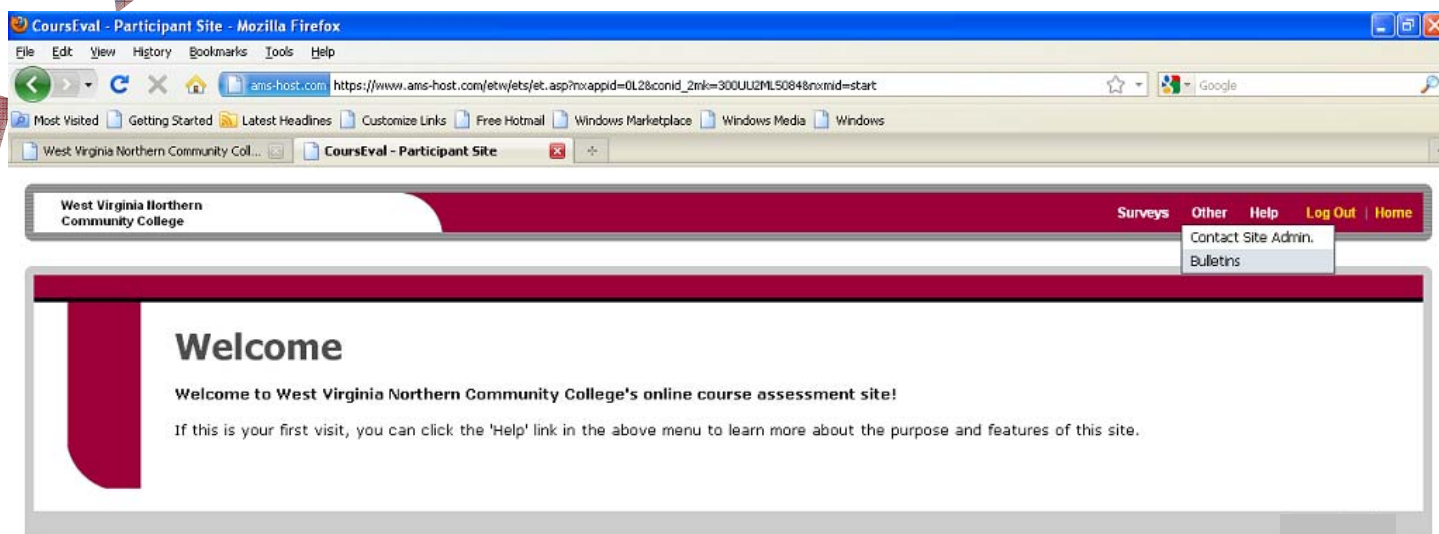 CoursEval - Participant Site - Mozilla Firefox
File Edit View History Bookmarks Tools Help
ams-host.com https://www.ams-host.com/etw/ets/et.asp?nxappid=0L2&conid_2mk=300UU2ML5084&nxmid=start Google
Most Visited Getting Started Latest Headlines Customize Links Free Hotmail Windows Marketplace Windows Media Windows
West Virginia Northern Community Coll... CoursEval - Participant Site
West Virginia Northern
Community College
Surveys Other Help Log Out | Home
Contact Site Admin.
Bulletins
Welcome
Welcome to West Virginia Northern Community College's online course assessment site!
If this is your first visit, you can click the 'Help' link in the above menu to learn more about the purpose and features of this site.